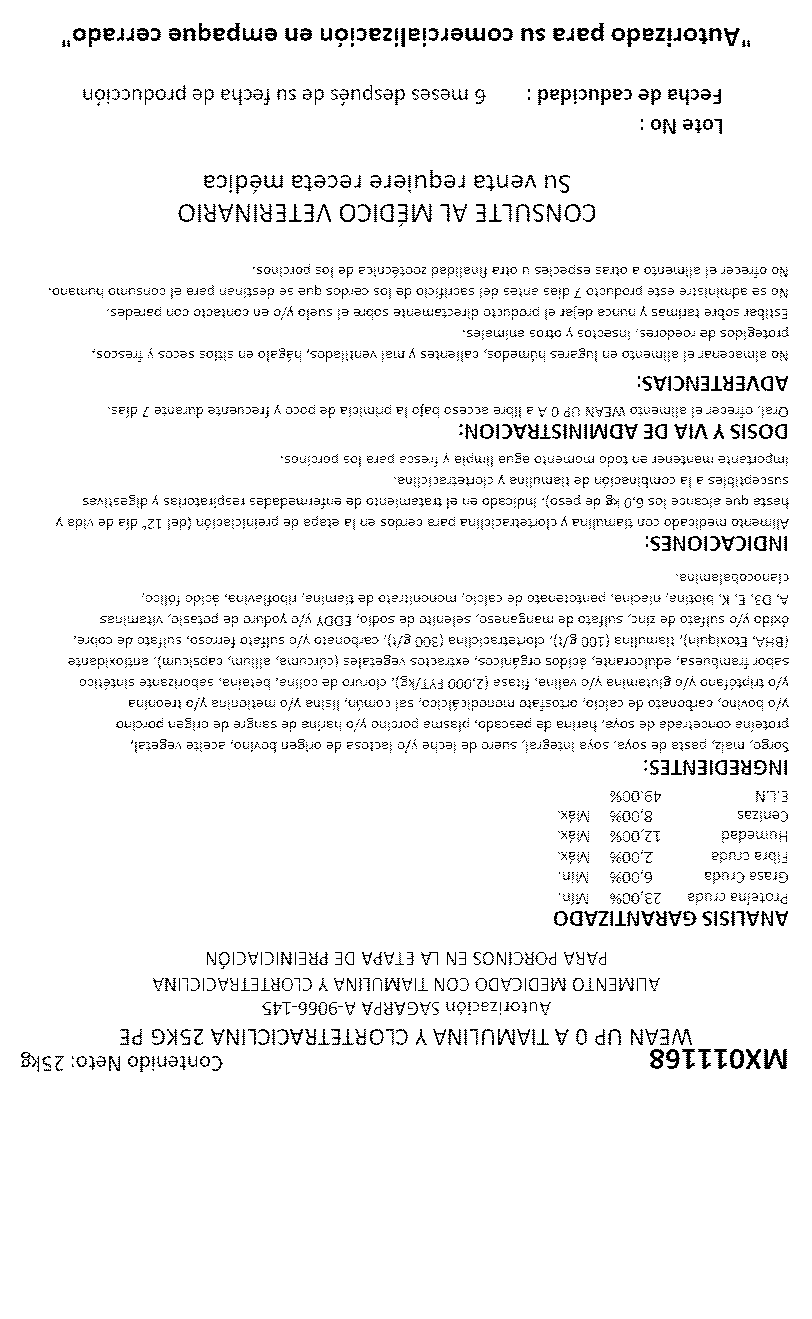 MX011168
Contenido Neto: 25kg
WEAN UP 0 A TIAMULINA Y CLORTETRACICLINA 25KG PE
Autorización SAGARPA A-9066-145
ALIMENTO MEDICADO CON TIAMULINA Y CLORTETRACICLINA
PARA PORCINOS EN LA ETAPA DE PREINICIACIÓN
ANALISIS GARANTIZADO
Proteína cruda 23,00% Mín.
Grasa Cruda 6,00% Mín.
Fibra cruda 2,00% Máx.
Humedad 12,00% Máx.
Cenizas 8,00% Máx.
E.L.N 49.00%
INGREDIENTES:
Sorgo, maíz, pasta de soya, soya integral, suero de leche y/o lactosa de origen bovino, aceite vegetal,
proteína concetrada de soya, harina de pescado, plasma porcino y/o harina de sangre de origen porcino
y/o bovino, carbonato de calcio, ortosfato monodicálcico, sal común, lisina y/o metionina y/o treonina
y/o triptófano y/o glutamina y/o valina, fitasa (2,000 FYT/kg), cloruro de colina, betaina, saborizante sintético
sabor frambuesa, edulcorante, ácidos orgánicos, extractos vegetales (cúrcuma, allium, capsicum), antioxidante
(BHA, Etoxiquin), tiamulina (100 g/t), clortetraciclina (300 g/t), carbonato y/o sulfato ferroso, sulfato de cobre,
óxido y/o sulfato de zinc, sulfato de manganeso, selenito de sodio, EDDY y/o yoduro de potasio, vitaminas
A, D3, E, K, biotina, niacina, pantotenato de calcio, mononitrato de tiamina, riboflavina, ácido fólico,
cianocobalamina.
INDICACIONES:
Alimento medicado con tiamulina y clortetraciclina para cerdos en la etapa de preiniciación (del 12° día de vida y
hasta que alcance los 6,0 kg de peso). Indicado en el tratamiento de enfermedades respiratorias y digestivas
susceptibles a la combinación de tiamulina y clortetraciclina.
Importante mantener en todo momento agua limpia y fresca para los porcinos.
DOSIS Y VIA DE ADMINISTRACION:
Oral, ofrecer el alimento WEAN UP 0 A a libre acceso bajo la primicia de poco y frecuente durante 7 días.
ADVERTENCIAS:
No almacenar el alimento en lugares húmedos, calientes y mal ventilados, hágalo en sitios secos y frescos,
protegidos de roedores, insectos y otros animales.
Estibar sobre tarimas y nunca dejar el producto directamente sobre el suelo y/o en contacto con paredes.
No se administre este producto 7 días antes del sacrificio de los cerdos que se destinan para el consumo humano.
No ofrecer el alimento a otras especies u otra finalidad zootécnica de los porcinos.
CONSULTE AL MÉDICO VETERINARIO
Su venta requiere receta médica
Lote No :
Fecha de caducidad : 6 meses después de su fecha de producción
"Autorizado para su comercialización en empaque cerrado"